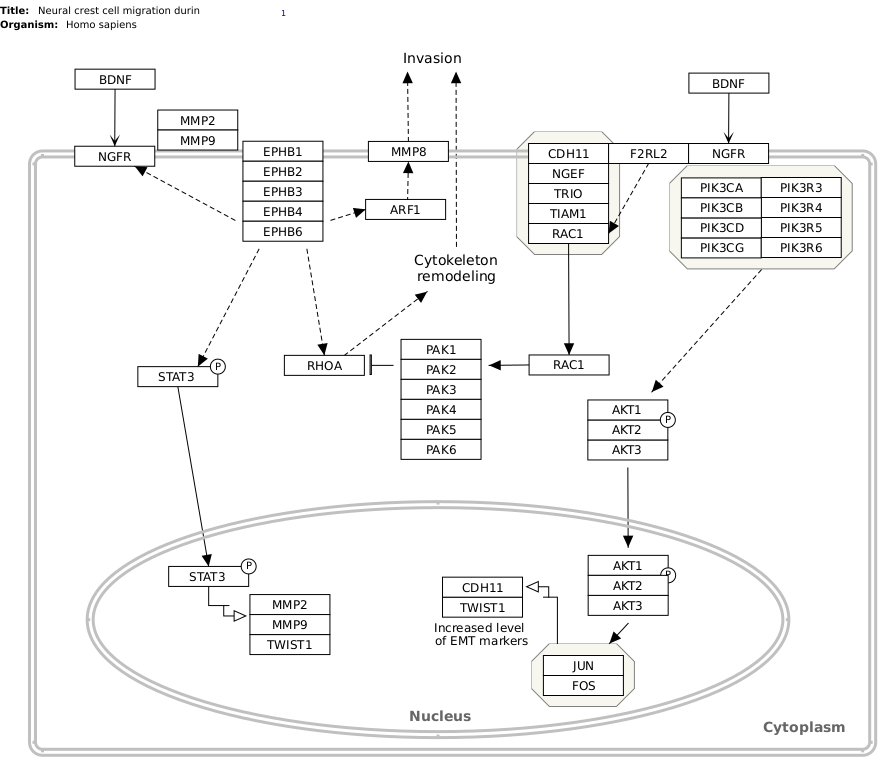 Title: Neural crest cell migration durin
1
Organism: Homo sapiens
Invasion
BDNF
BDNF
MMP2
MMP9
NGFR
EPHB1
EPHB2
EPHB3
EPHB4
EPHB6
MMP8
ARF1
CDH11
F2RL2
NGFR
NGEF
TRIO
TIAM1
RAC1
PIK3CA
PIK3R3
PIK3CB
PIK3R4
PIK3CD
PIK3R5
PIK3CG
PIK3R6
Cytokeleton
remodeling
STAT3
P
RHOA
PAK1
PAK2
PAK3
PAK4
PAK5
PAK6
RAC1
AKT1
AKT2
AKT3
P
STAT3
P
MMP2
MMP9
TWIST1
CDH11
TWIST1
Increased level
of EMT markers
AKT1
AKT2
AKT3
P
JUN
FOS
Nucleus
Cytoplasm